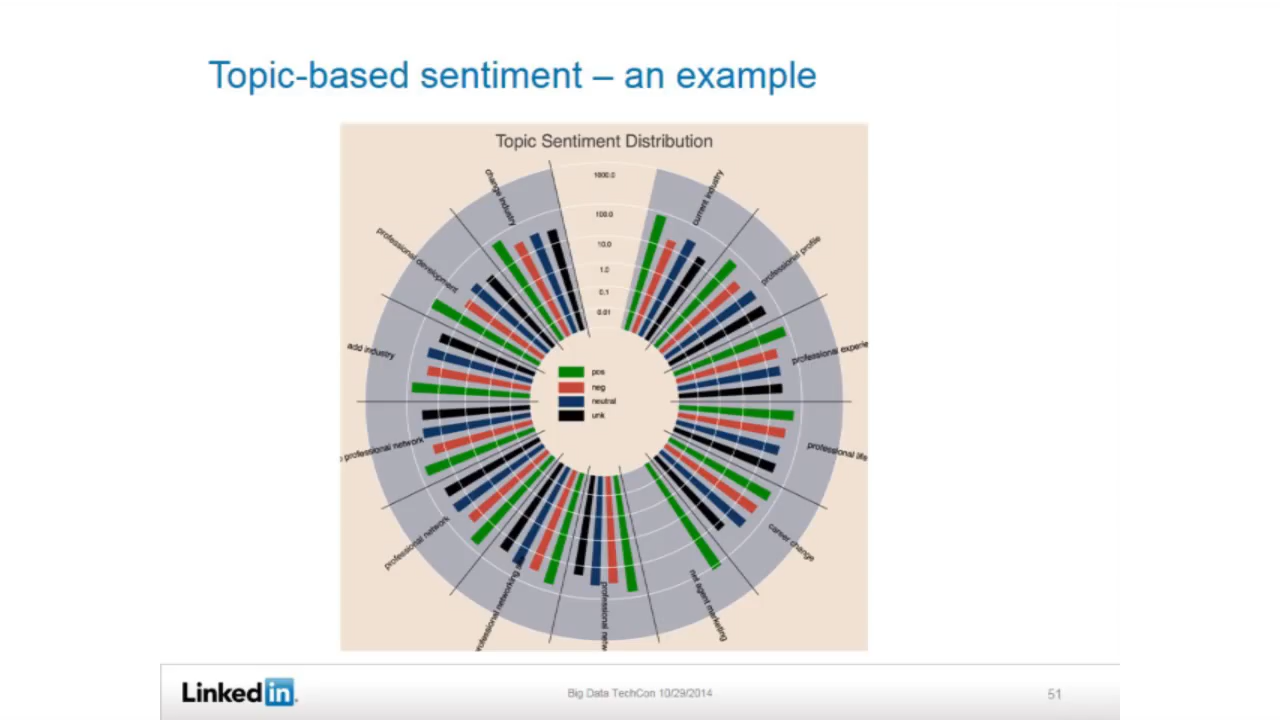 Topic-based sentiment – an example
Topic Sentiment Distribution
1000.0
100.0
10.0
1.0
0.1
0.01
current industry
professional profile
professional experie
professional life
career change
net agent marketing
professional netw
professional networking
professional network
professional network
add industry
professional development
change industry
pos
neg
neutral
unk
LinkedIn
Big Data TechCon 10/29/2014
51